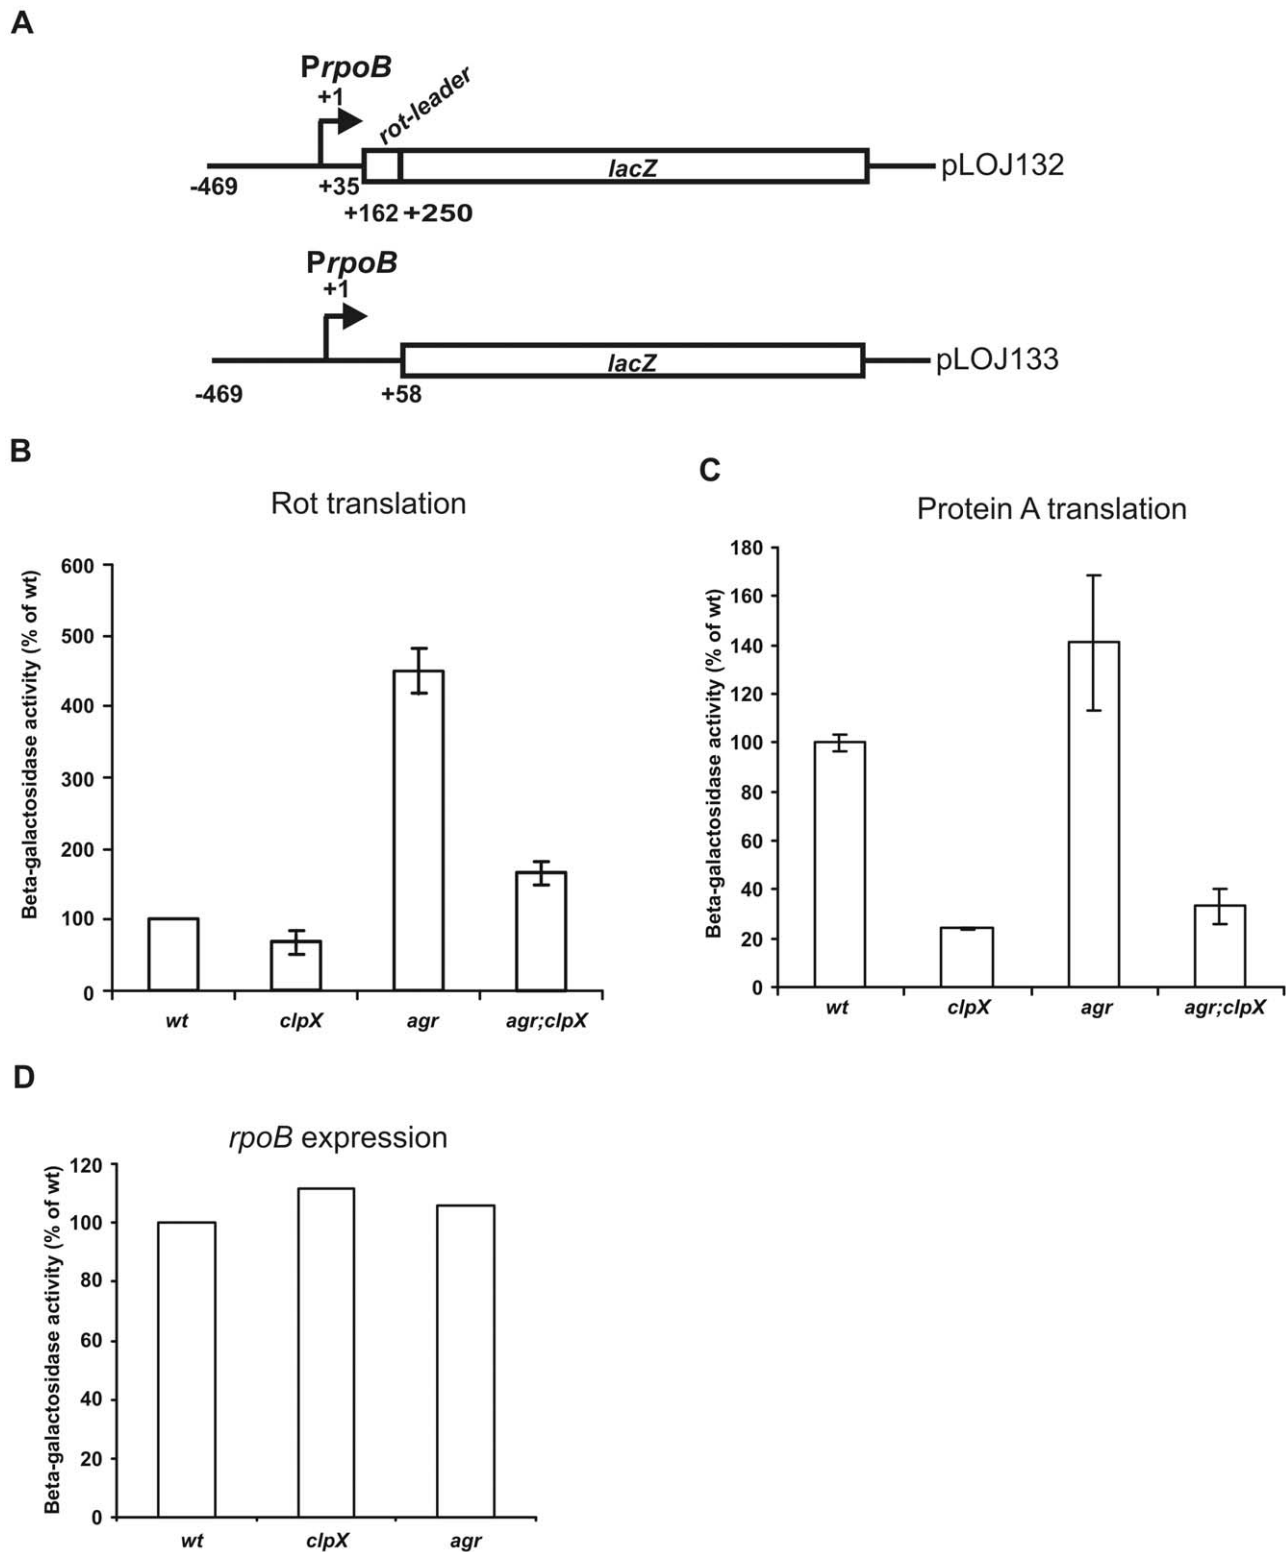 A
PrpoB
+1
rot-leader
lacZ
pLOJ132
-469
+35
+162 +250
PrpoB
+1
lacZ
pLOJ133
-469
+58
B
Rot translation
Beta-galactosidase activity (% of wt)
600
500
400
300
200
100
0
wt clpX agr agr;clpX
C
Protein A translation
Beta-galactosidase activity (% of wt)
180
160
140
120
100
80
60
40
20
0
wt clpX agr agr;clpX
D
rpoB expression
Beta-galactosidase activity (% of wt)
120
100
80
60
40
20
0
wt clpX agr